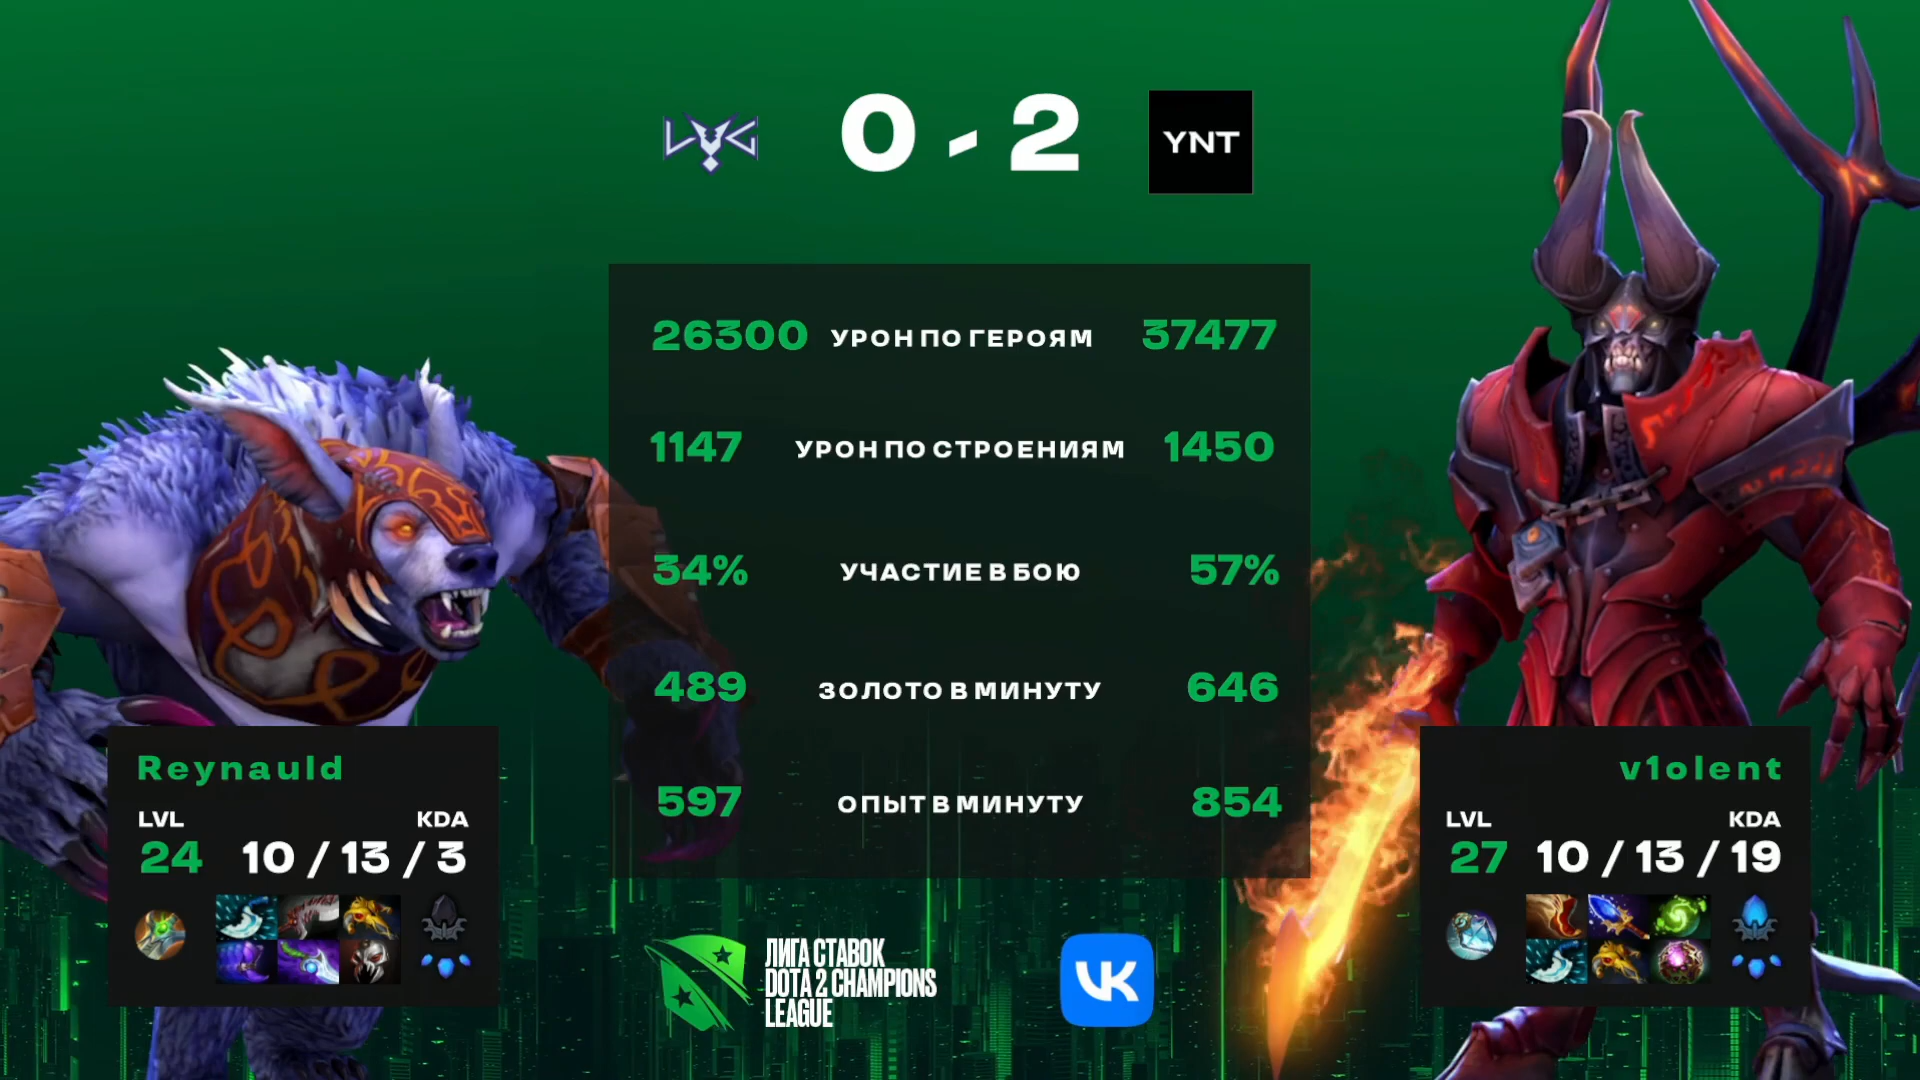 LVG 0 - 2 YNT
26300 УРОН ПО ГЕРОЯМ 37477
1147 УРОН ПО СТРОЕНИЯМ 1450
34% УЧАСТИЕ В БОЮ 57%
489 ЗОЛОТО В МИНУТУ 646
597 ОПЫТ В МИНУТУ 854
Reynauld
LVL KDA
24 10 / 13 / 3
v1olent
LVL KDA
27 10 / 13 / 19
ЛИГА СТАВОК
DOTA 2 CHAMPIONS
LEAGUE
VK